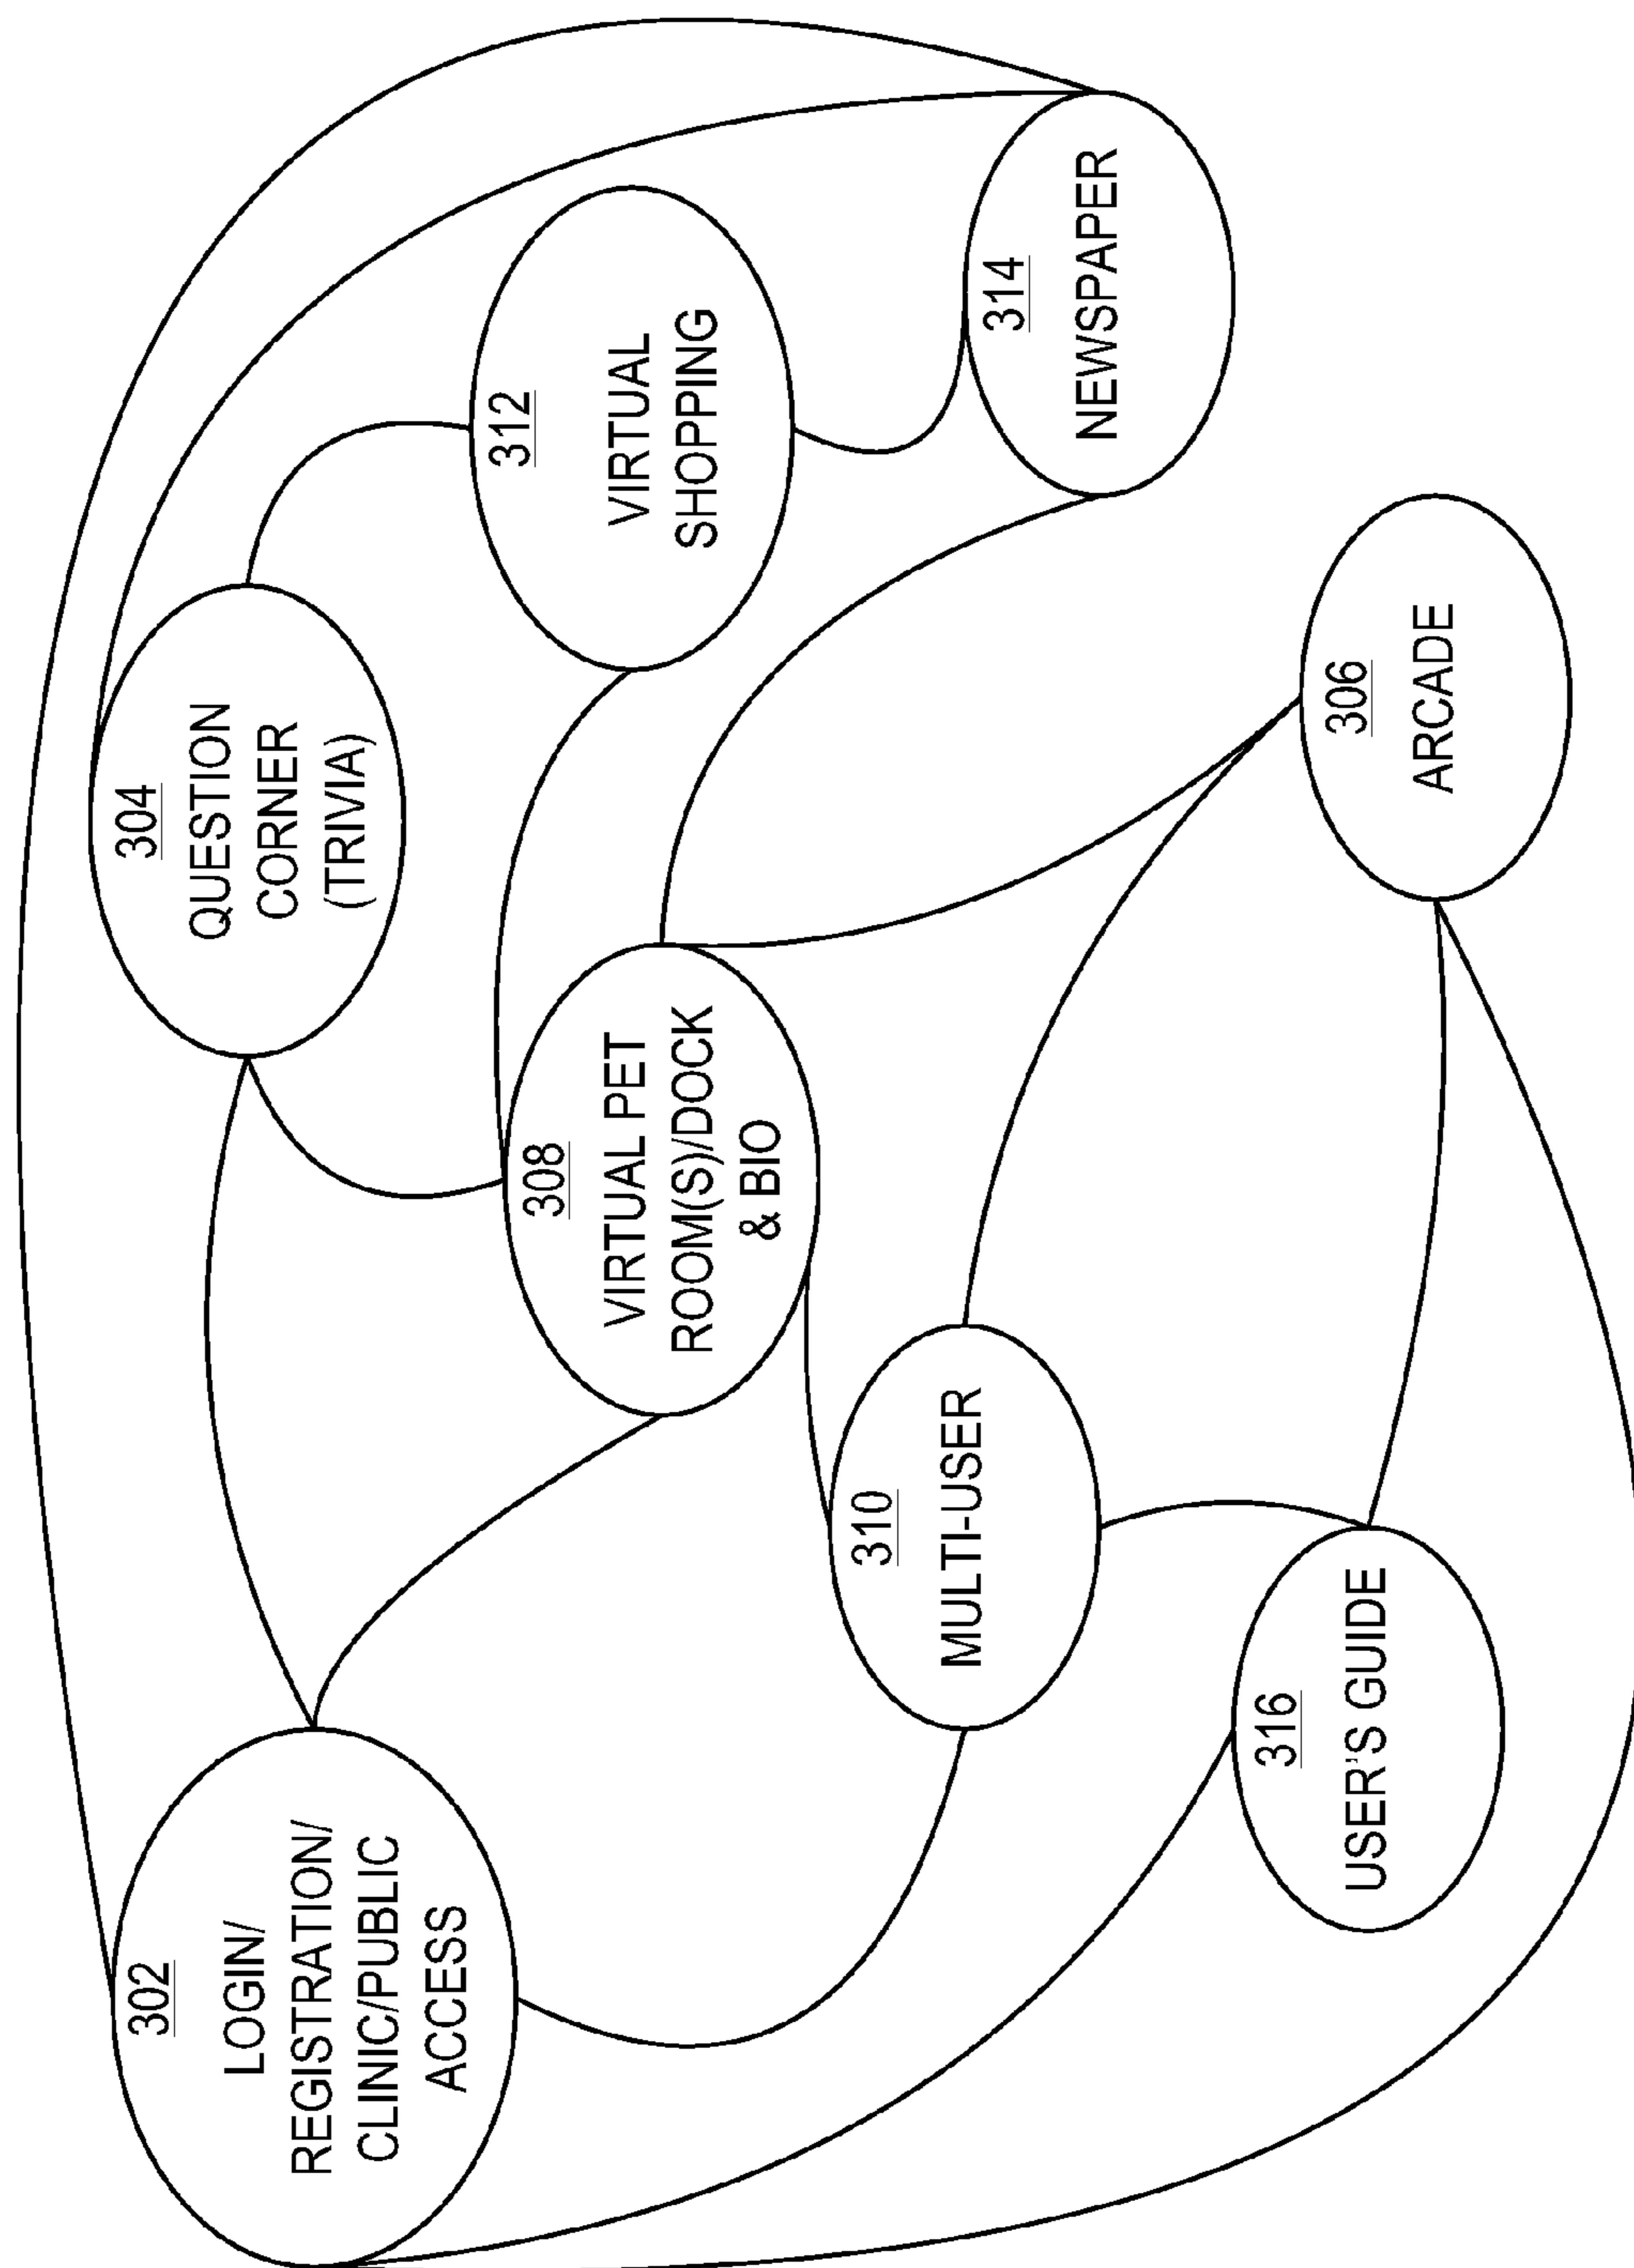 302
LOGIN/
REGISTRATION/
CLINIC/PUBLIC
ACCESS
304
QUESTION
CORNER
(TRIVIA)
308
VIRTUAL PET
ROOM(S)/DOCK
& BIO
312
VIRTUAL
SHOPPING
310
MULTI-USER
314
NEWSPAPER
316
USER'S GUIDE
306
ARCADE